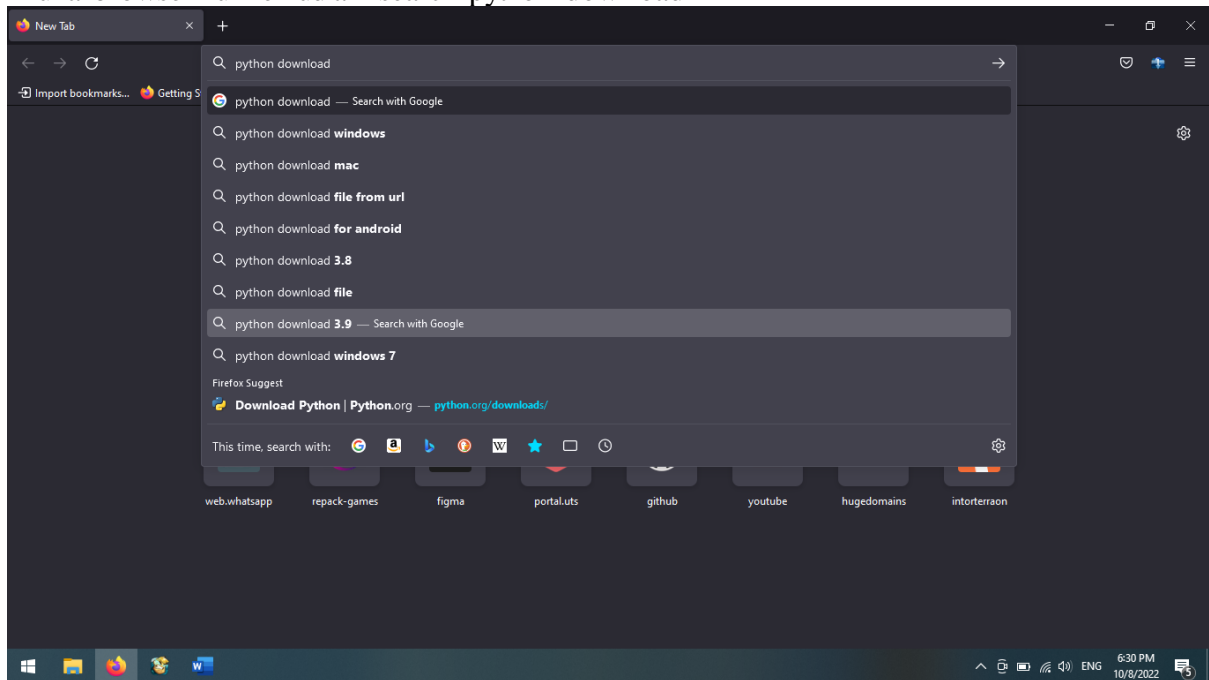 New Tab
python download
Import bookmarks... Getting S
python download — Search with Google
python download windows
python download mac
python download file from url
python download for android
python download 3.8
python download file
python download 3.9 — Search with Google
python download windows 7
Firefox Suggest
Download Python | Python.org — python.org/downloads/
This time, search with:
web.whatsapp repack-games figma portal.uts github youtube hugedomains intorterraon
ENG 6:30 PM
10/8/2022
5